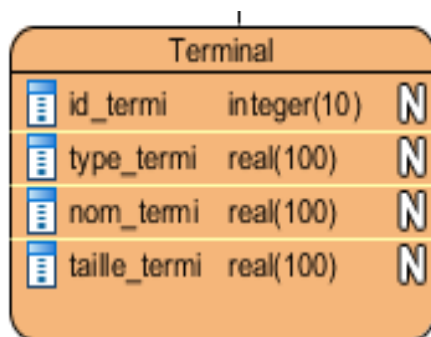 Terminal
id_termi integer(10) N
type_termi real(100) N
nom_termi real(100) N
taille_termi real(100) N